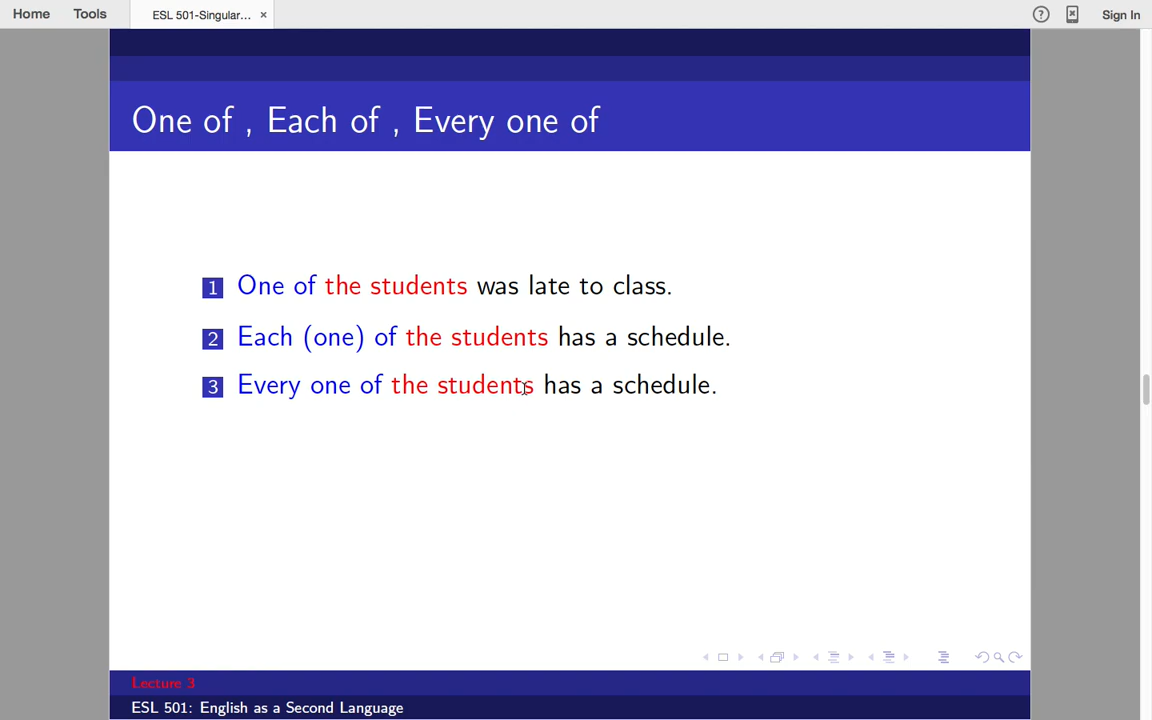 Home Tools ESL 501-Singular... × ? Sign In
One of , Each of , Every one of
1 One of the students was late to class.
2 Each (one) of the students has a schedule.
3 Every one of the students has a schedule.
Lecture 3
ESL 501: English as a Second Language